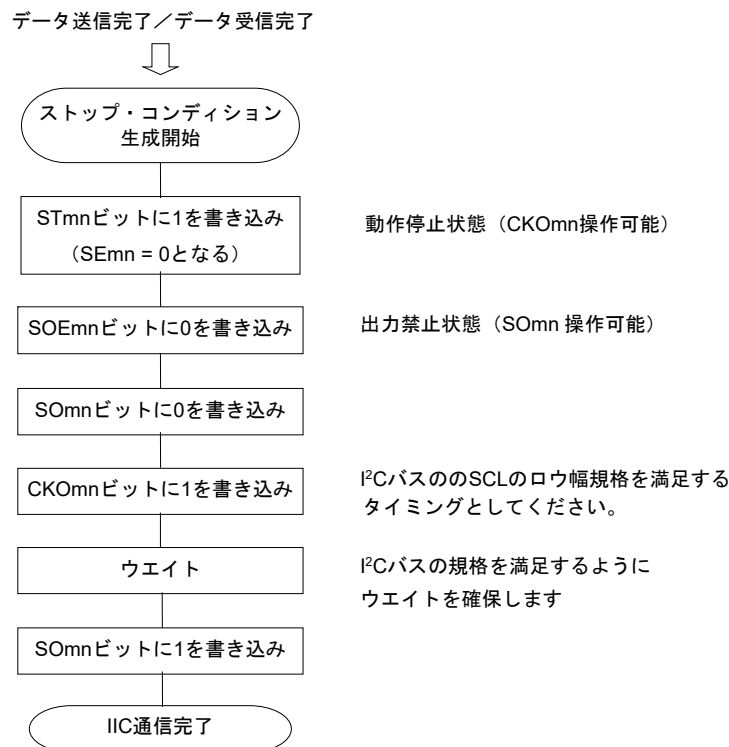 データ送信完了／データ受信完了
ストップ・コンディション
生成開始
STmnビットに1を書き込み
（SEmn = 0となる）
動作停止状態（CKOmn操作可能）
SOEmnビットに0を書き込み
出力禁止状態（SOmn 操作可能）
SOmnビットに0を書き込み
CKOmnビットに1を書き込み
I²CバスののSCLのロウ幅規格を満足する
タイミングとしてください。
ウエイト
I²Cバスの規格を満足するように
ウエイトを確保します
SOmnビットに1を書き込み
IIC通信完了